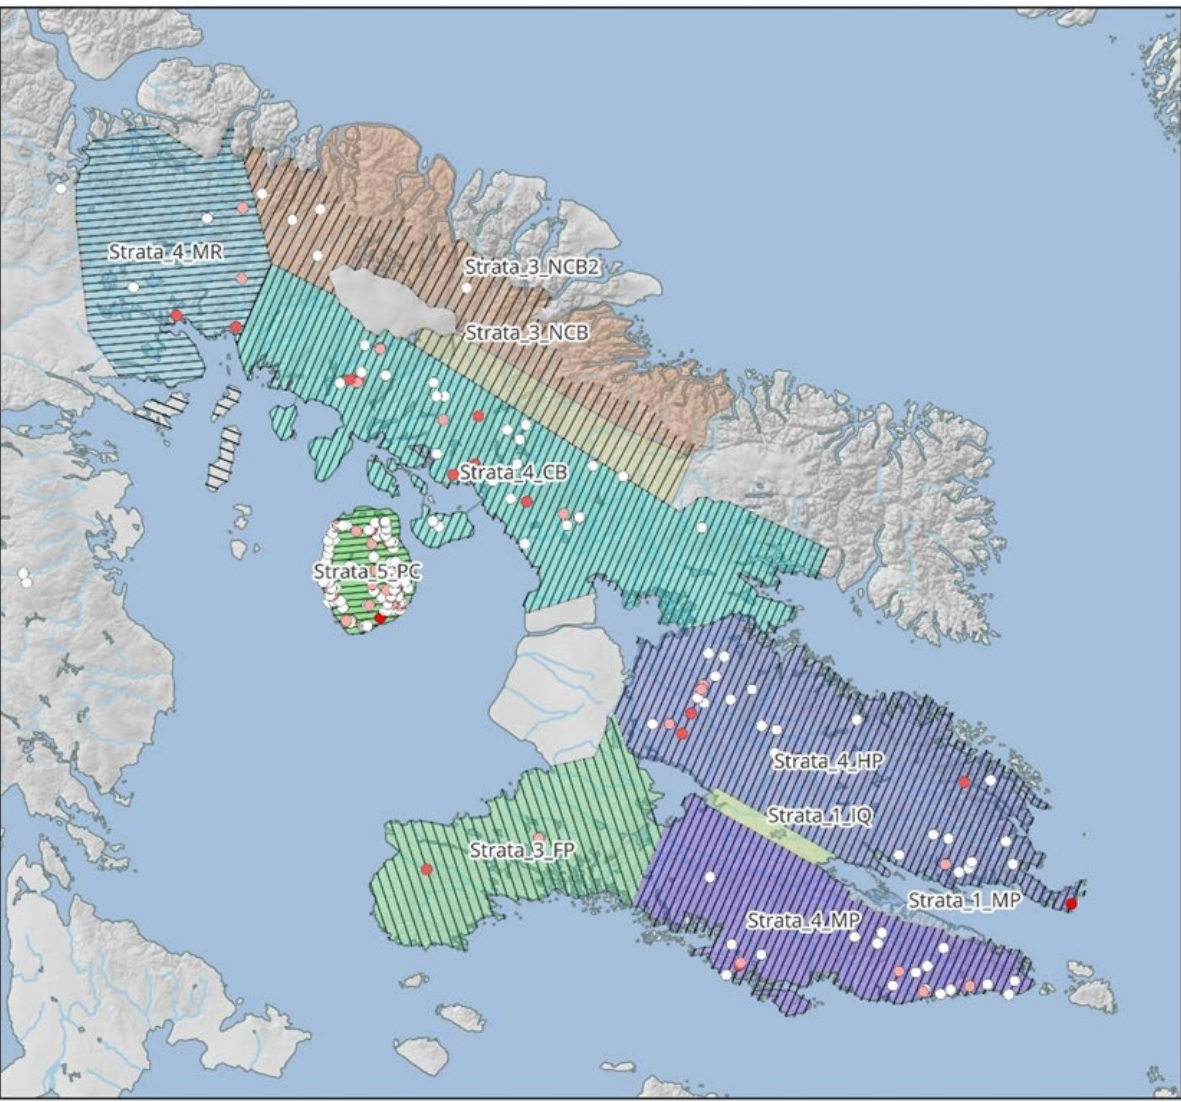 Strata_4_MR
Strata_3_NCB2
Strata_3_NCB
Strata_4_CB
Strata_5_PC
Strata_4_HP
Strata_1_IQ
Strata_3_FP
Strata_1_MP
Strata_4_MP